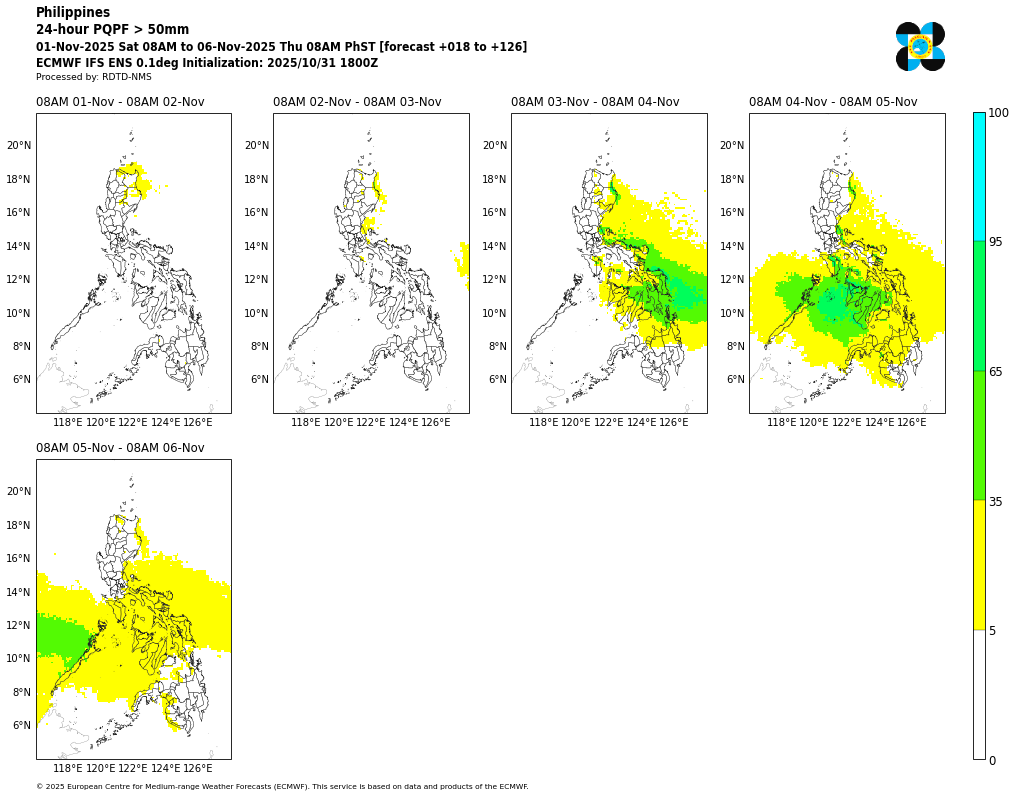 Philippines
24-hour PQPF > 50mm
01-Nov-2025 Sat 08AM to 06-Nov-2025 Thu 08AM PhST [forecast +018 to +126]
ECMWF IFS ENS 0.1deg Initialization: 2025/10/31 1800Z
Processed by: RDTD-NMS
08AM 01-Nov - 08AM 02-Nov
20°N
18°N
16°N
14°N
12°N
10°N
8°N
6°N
118°E 120°E 122°E 124°E 126°E
08AM 02-Nov - 08AM 03-Nov
20°N
18°N
16°N
14°N
12°N
10°N
8°N
6°N
118°E 120°E 122°E 124°E 126°E
08AM 03-Nov - 08AM 04-Nov
20°N
18°N
16°N
14°N
12°N
10°N
8°N
6°N
118°E 120°E 122°E 124°E 126°E
08AM 04-Nov - 08AM 05-Nov
20°N
18°N
16°N
14°N
12°N
10°N
8°N
6°N
118°E 120°E 122°E 124°E 126°E
100
95
65
35
5
0
08AM 05-Nov - 08AM 06-Nov
20°N
18°N
16°N
14°N
12°N
10°N
8°N
6°N
118°E 120°E 122°E 124°E 126°E
© 2025 European Centre for Medium-range Weather Forecasts (ECMWF). This service is based on data and products of the ECMWF.